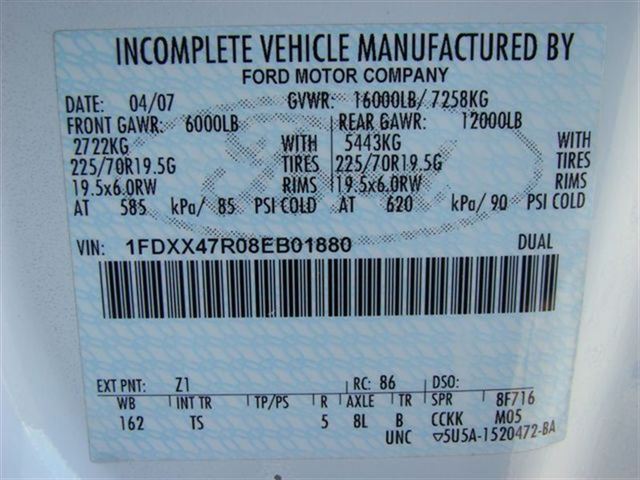 INCOMPLETE VEHICLE MANUFACTURED BY
FORD MOTOR COMPANY
DATE: 04/07 GVWR: 16000LB/ 7258KG
FRONT GAWR: 6000LB REAR GAWR: 12000LB
2722KG WITH 5443KG WITH
225/70R19.5G TIRES 225/70R19.5G TIRES
19.5x6.0RW RIMS 19.5x6.0RW RIMS
AT 585 kPa/ 85 PSI COLD AT 620 kPa/ 90 PSI COLD
VIN: 1FDXX47R08EB01880 DUAL
EXT PNT: Z1 RC: 86 DSO:
WB INT TR TP/PS R AXLE TR SPR 8F716
162 TS 5 8L B CCKK M05
UNC ▽5U5A-1520472-BA